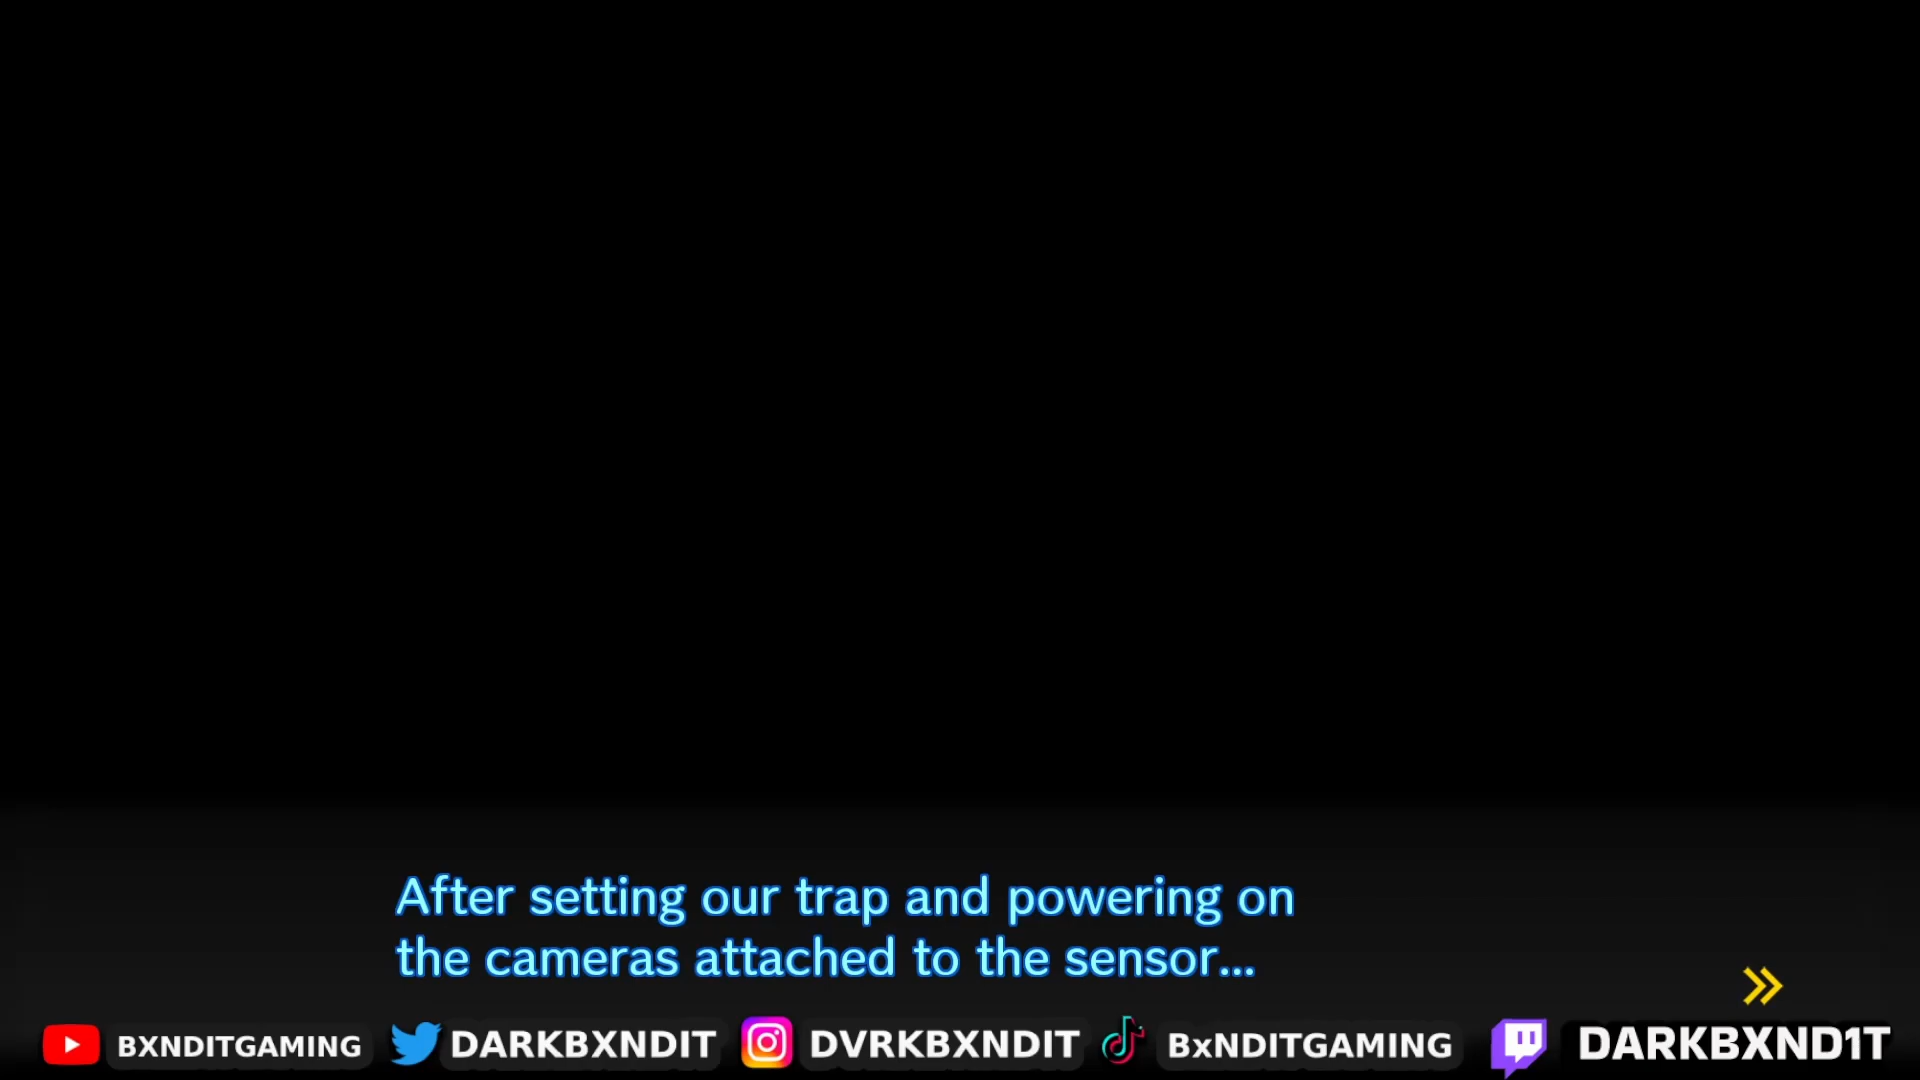 After setting our trap and powering on
the cameras attached to the sensor...
BXNDITGAMING DARKBXNDIT DVRKBXNDIT BxNDITGAMING DARKBXND1T